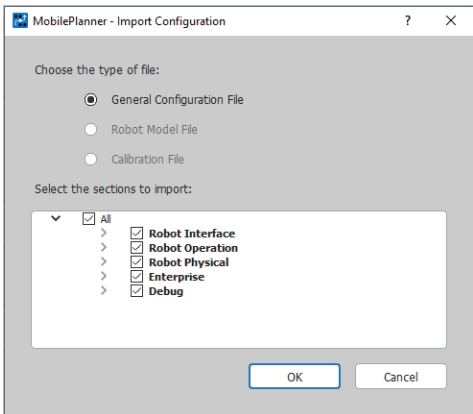 MobilePlanner - Import Configuration
Choose the type of file:
General Configuration File
Robot Model File
Calibration File
Select the sections to import:
All
Robot Interface
Robot Operation
Robot Physical
Enterprise
Debug
OK Cancel